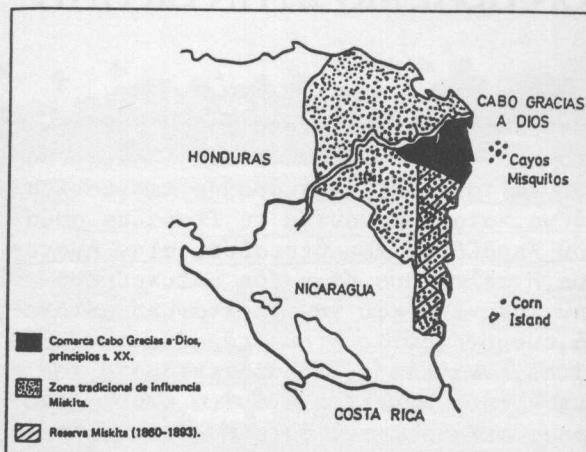 CABO GRACIAS
A DIOS
HONDURAS
Cayos
Misquitos
NICARAGUA
Corn
Island
Comarca Cabo Gracias a Dios,
principios s. XX.
Zona tradicional de influencia
Miskita.
COSTA RICA
Reserva Miskita (1860-1893).